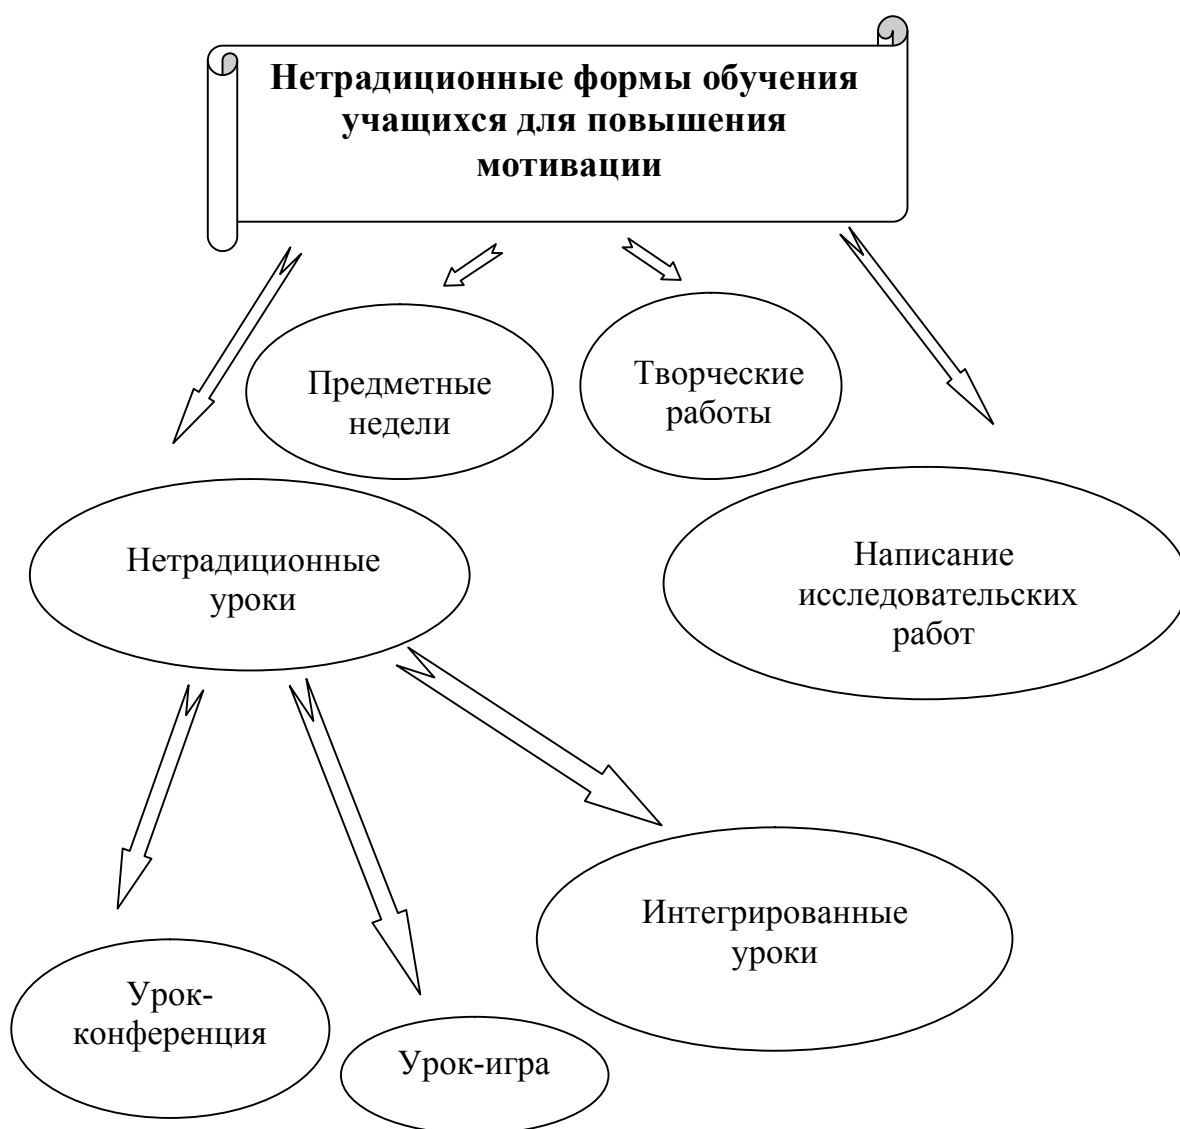 Нетрадиционные формы обучения
учащихся для повышения
мотивации
Предметные
недели
Творческие
работы
Нетрадиционные
уроки
Написание
исследовательских
работ
Интегрированные
уроки
Урок-
конференция
Урок-игра